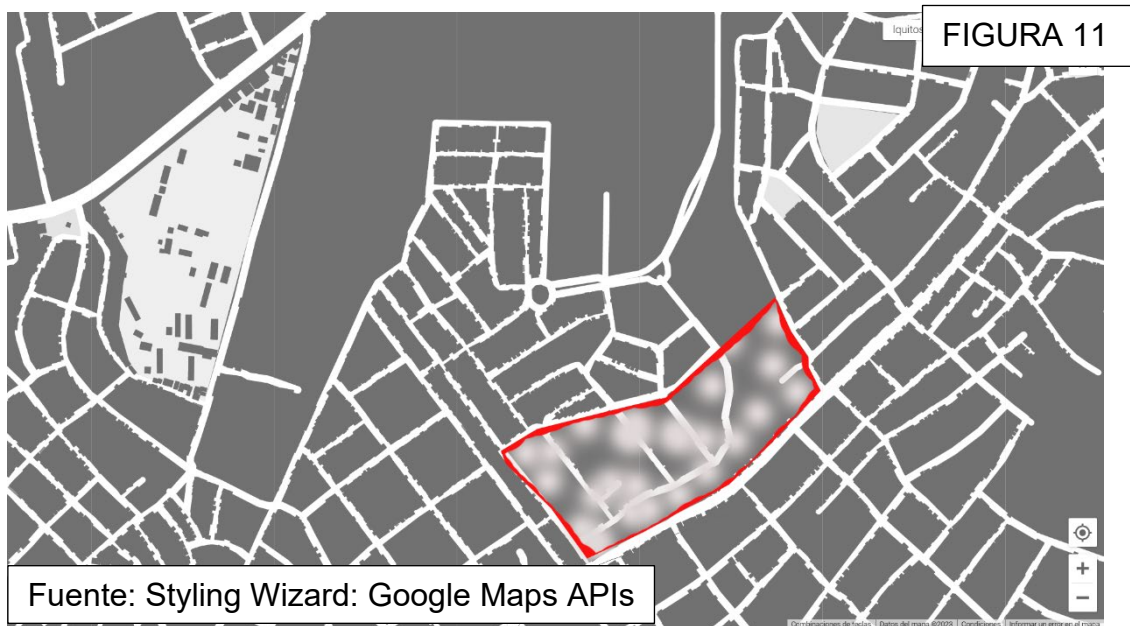 Iquitos
FIGURA 11
+
−
Fuente: Styling Wizard: Google Maps APIs
Combinaciones de teclas
Datos del mapa ©2023
Condiciones
Informar un error en el mapa